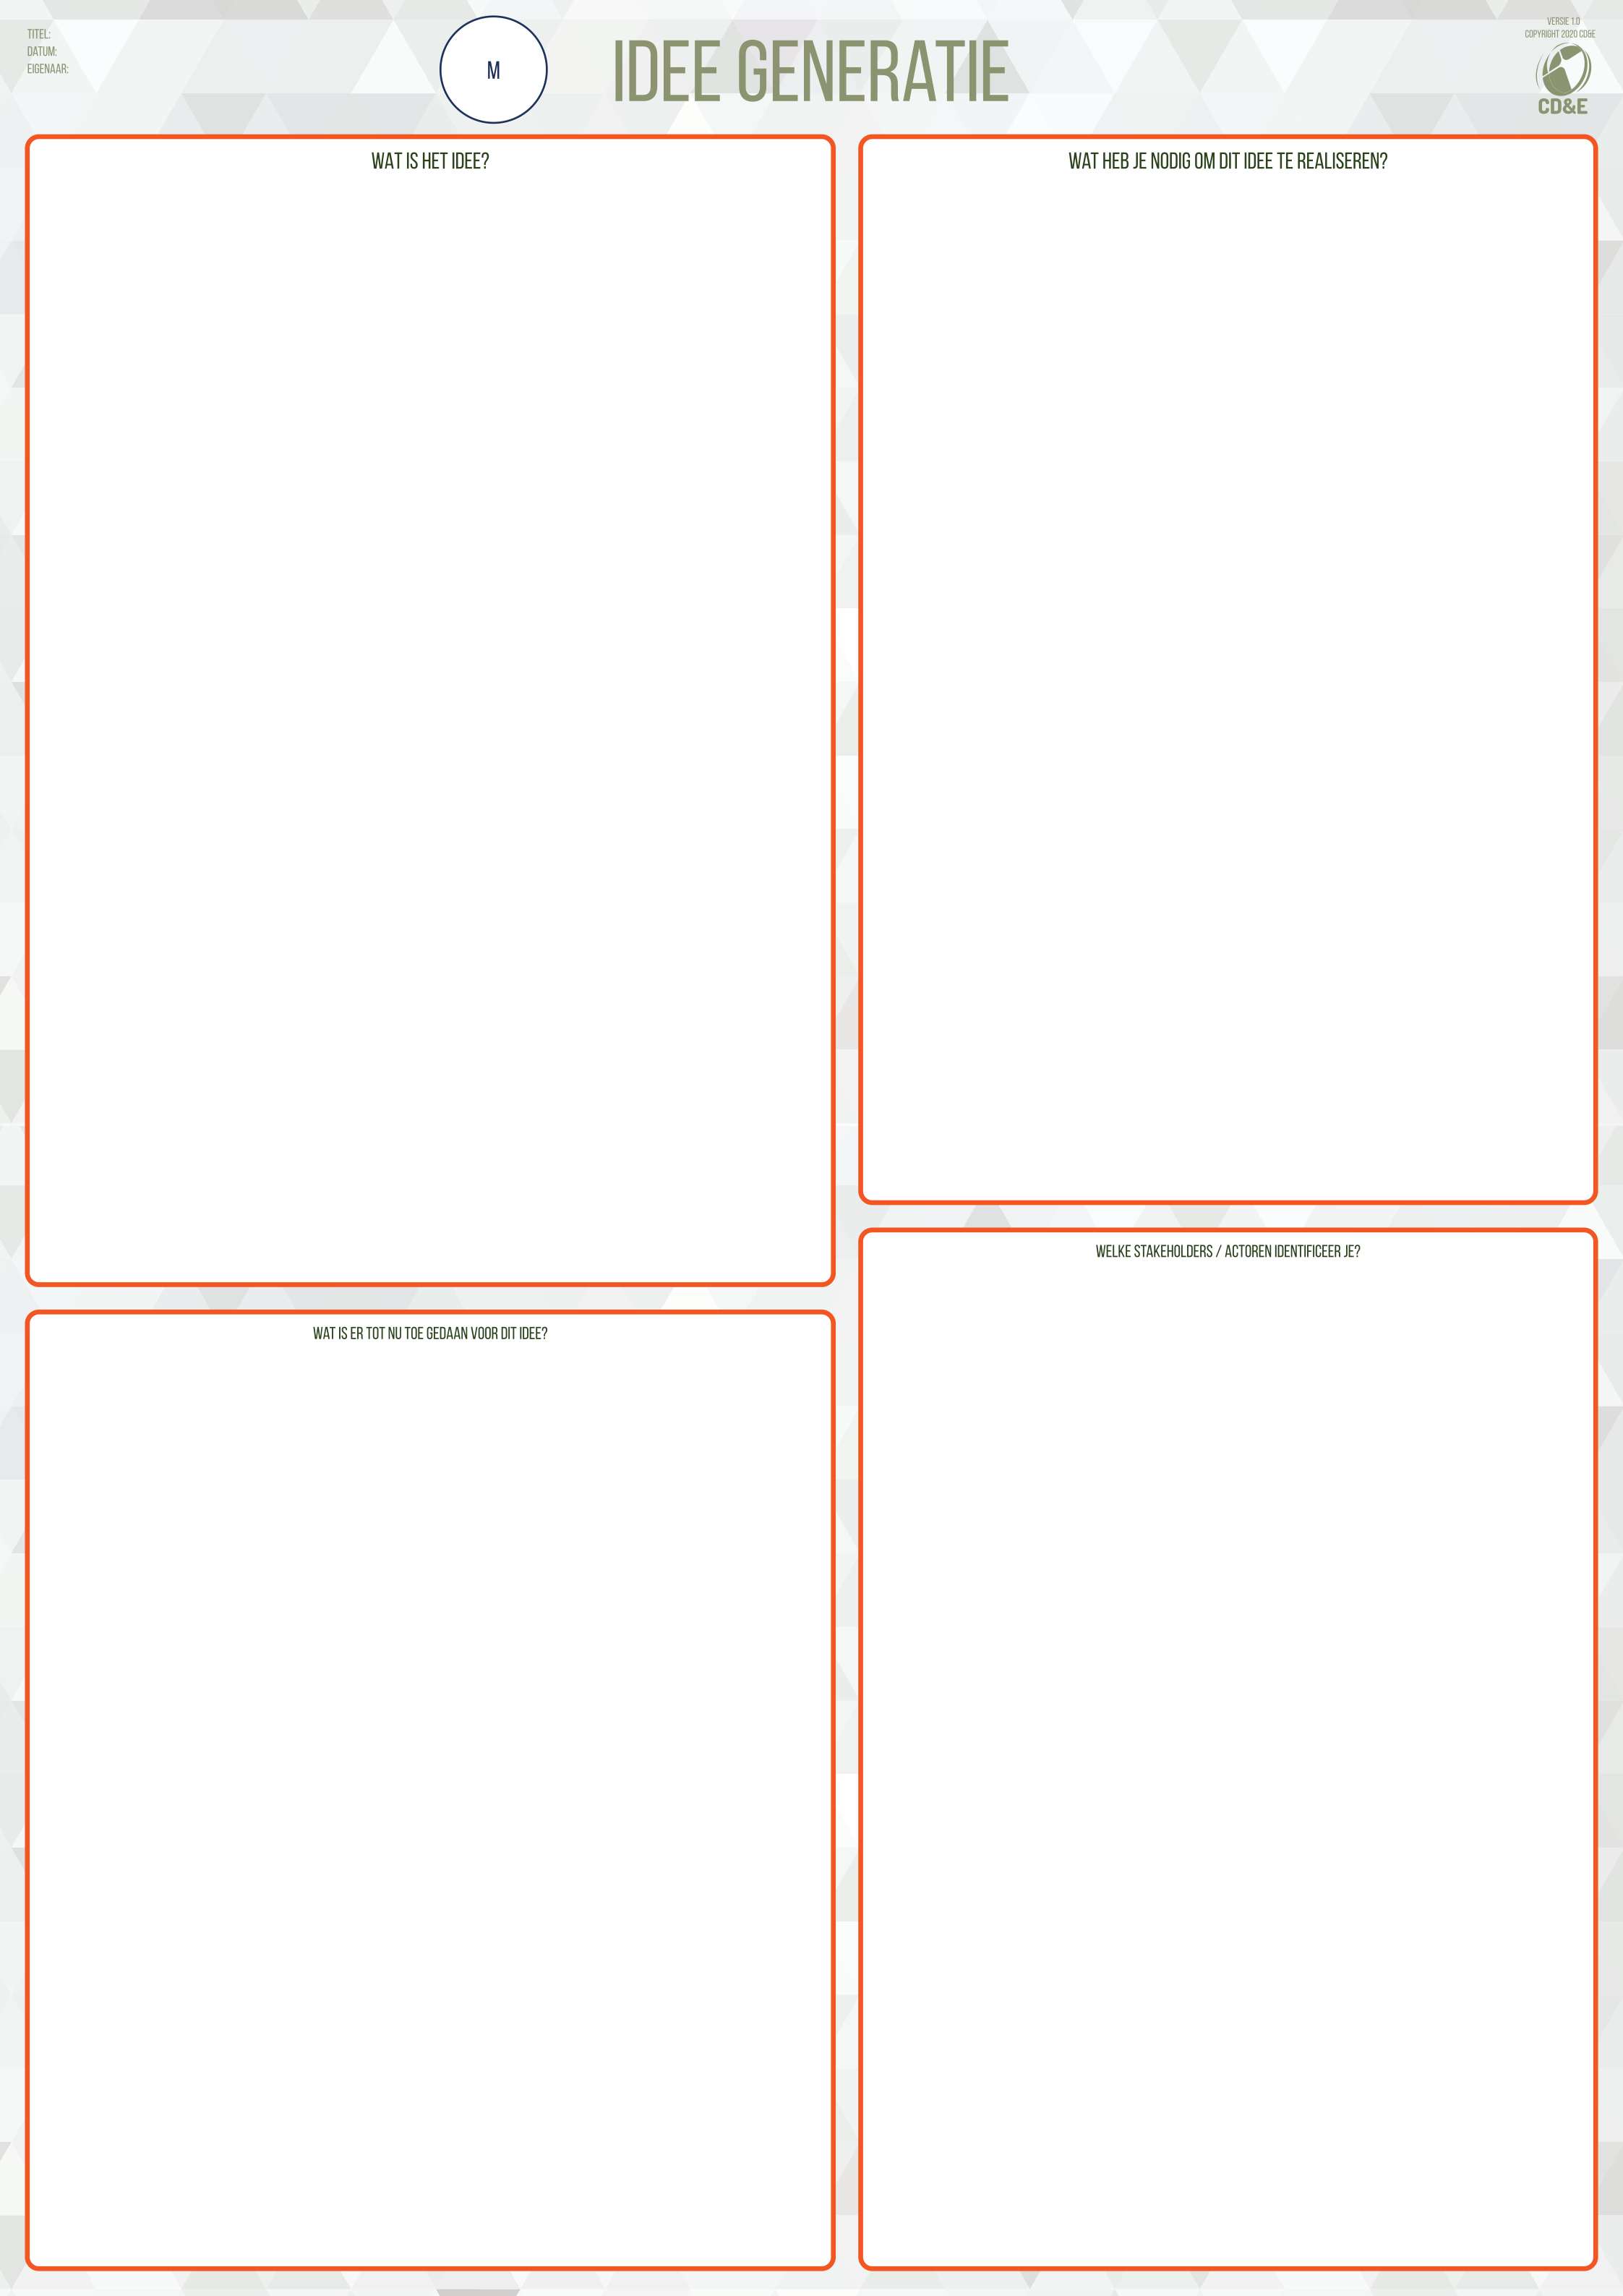 TITEL:
DATUM:
EIGENAAR:
M
IDEE GENERATIE
VERSIE 1.0
COPYRIGHT 2020 CD&E
CD&E
WAT IS HET IDEE?
WAT HEB JE NODIG OM DIT IDEE TE REALISEREN?
WELKE STAKEHOLDERS / ACTOREN IDENTIFICEER JE?
WAT IS ER TOT NU TOE GEDAAN VOOR DIT IDEE?